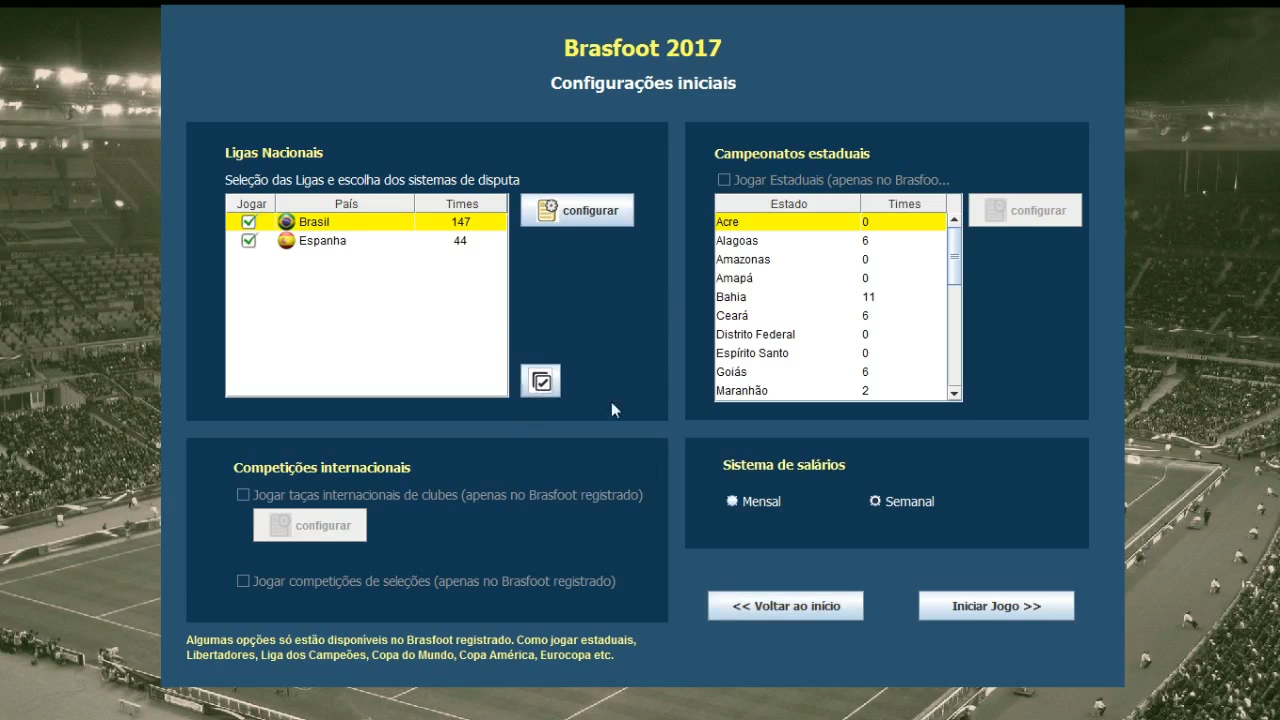 Brasfoot 2017
Configurações iniciais
Ligas Nacionais
Seleção das Ligas e escolha dos sistemas de disputa
Jogar País Times
Brasil 147
Espanha 44
configurar
Campeonatos estaduais
Jogar Estaduais (apenas no Brasfoo...
Estado Times
Acre 0
Alagoas 6
Amazonas 0
Amapá 0
Bahia 11
Ceará 6
Distrito Federal 0
Espírito Santo 0
Goiás 6
Maranhão 2
configurar
Competições internacionais
Jogar taças internacionais de clubes (apenas no Brasfoot registrado)
configurar
Jogar competições de seleções (apenas no Brasfoot registrado)
Sistema de salários
Mensal Semanal
<< Voltar ao início Iniciar Jogo >>
Algumas opções só estão disponiveis no Brasfoot registrado. Como jogar estaduais,
Libertadores, Liga dos Campeões, Copa do Mundo, Copa América, Eurocopa etc.